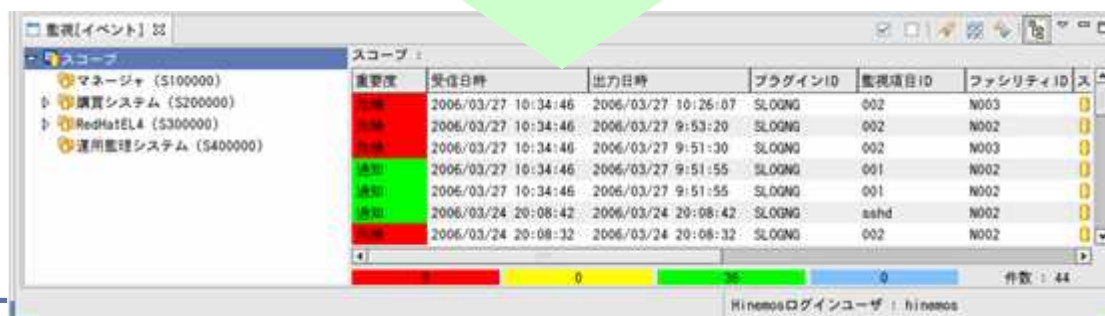 監視[イベント]
スコープ
マネージャ (S100000)
購買システム (S200000)
RedHatEL4 (S300000)
運用監理システム (S400000)
スコープ :
重要度 受信日時 出力日時 プラグインID 監視項目ID ファシリティID ス
危険 2006/03/27 10:34:46 2006/03/27 10:26:07 SLOGNG 002 N003
危険 2006/03/27 10:34:46 2006/03/27 9:53:20 SLOGNG 002 N002
危険 2006/03/27 10:34:46 2006/03/27 9:51:30 SLOGNG 002 N003
通知 2006/03/27 10:34:46 2006/03/27 9:51:55 SLOGNG 001 N002
通知 2006/03/27 10:34:46 2006/03/27 9:51:55 SLOGNG 001 N002
通知 2006/03/24 20:08:42 2006/03/24 20:08:42 SLOGNG sshd N002
危険 2006/03/24 20:08:32 2006/03/24 20:08:32 SLOGNG 002 N002
0 36 0 件数 : 44
Hinemosログインユーザ : hinemos